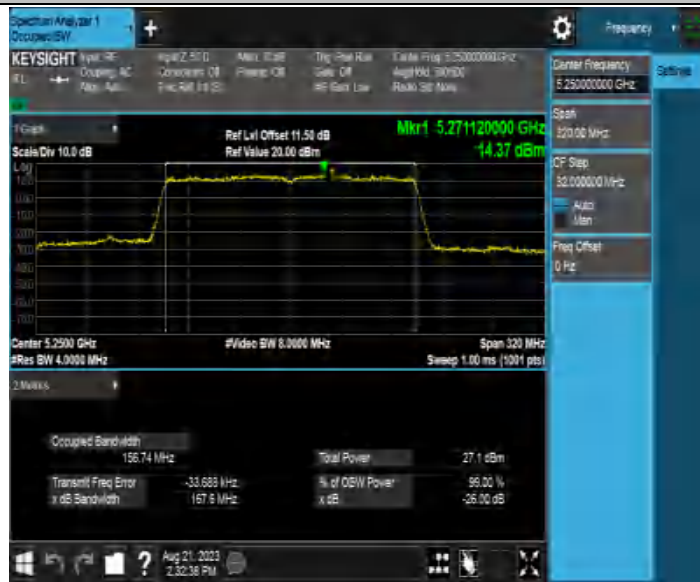 Spectrum Analyzer 1
Occupied BW
Frequency
KEYSIGHT Input: RF
Coupling: AC
Align: Auto
Input Z: 50 Ω
Corrections: Off
Freq Ref: Int (S)
Atten: 10 dB
Preamp: Off
Trig: Free Run
Gate: Off
#IF Gain: Low
Center Freq: 5.250000000 GHz
Avg|Hold: 500/500
Radio Std: None
Center Frequency
5.250000000 GHz
Settings
Span
320.00 MHz
CF Step
32.000000 MHz
Auto
Man
Freq Offset
0 Hz
1 Graph
Scale/Div 10.0 dB
Ref Lvl Offset 11.50 dB
Ref Value 20.00 dBm
Mkr1 5.271120000 GHz
14.37 dBm
Log
Center 5.2500 GHz
#Res BW 4.0000 MHz
#Video BW 8.0000 MHz
Span 320 MHz
Sweep 1.00 ms (1001 pts)
2 Metrics
Occupied Bandwidth
156.74 MHz
Total Power
27.1 dBm
Transmit Freq Error
-33.688 kHz
% of OBW Power
99.00 %
x dB Bandwidth
167.6 MHz
x dB
-26.00 dB
Aug 21, 2023
2:32:38 PM